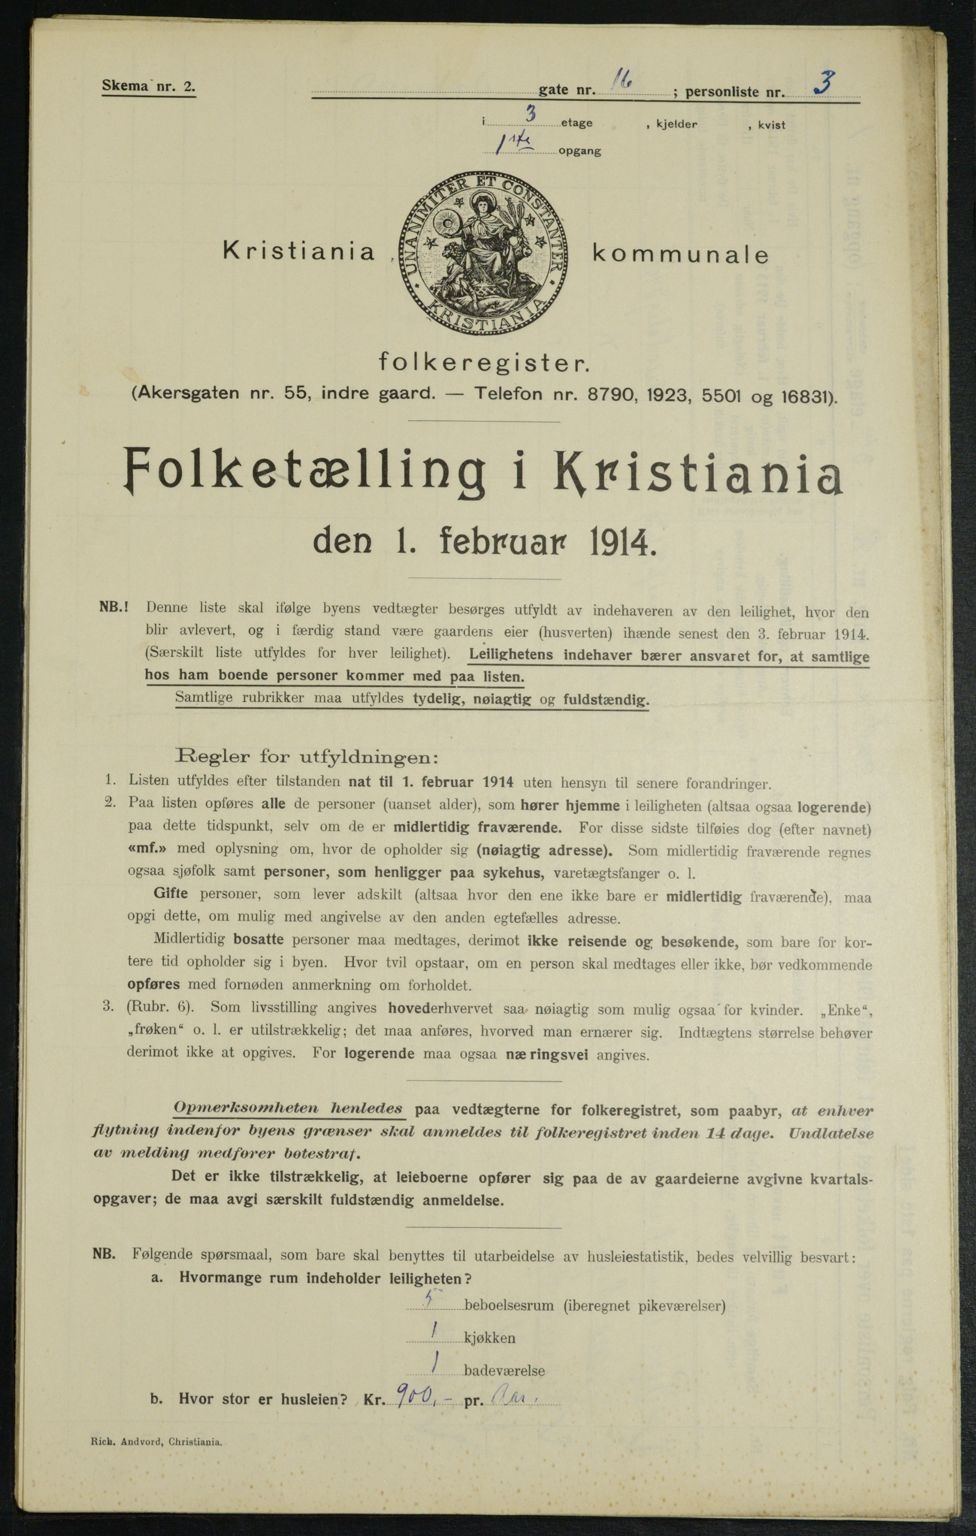 Skema nr. 2.
gate nr. 16 ; personliste nr. 3
i 3 etage , kjelder , kvist
1ste opgang
UNANIMITER ET CONSTANTER
KRISTIANIA
Kristiania kommunale
folkeregister.
(Akersgaten nr. 55, indre gaard. — Telefon nr. 8790, 1923, 5501 og 16831).
Folketælling i Kristiania
den 1. februar 1914.
NB.! Denne liste skal ifølge byens vedtægter besørges utfyldt av indehaveren av den leilighet, hvor den
blir avlevert, og i færdig stand være gaardens eier (husverten) ihænde senest den 3. februar 1914.
(Særskilt liste utfyldes for hver leilighet). Leilighetens indehaver bærer ansvaret for, at samtlige
hos ham boende personer kommer med paa listen.
Samtlige rubrikker maa utfyldes tydelig, nøiagtig og fuldstændig.
Regler for utfyldningen:
1. Listen utfyldes efter tilstanden nat til 1. februar 1914 uten hensyn til senere forandringer.
2. Paa listen opføres alle de personer (uanset alder), som hører hjemme i leiligheten (altsaa ogsaa logerende)
paa dette tidspunkt, selv om de er midlertidig fraværende. For disse sidste tilføies dog (efter navnet)
«mf.» med oplysning om, hvor de opholder sig (nøiagtig adresse). Som midlertidig fraværende regnes
ogsaa sjøfolk samt personer, som henligger paa sykehus, varetægtsfanger o. l.
Gifte personer, som lever adskilt (altsaa hvor den ene ikke bare er midlertidig fraværende), maa
opgi dette, om mulig med angivelse av den anden egtefælles adresse.
Midlertidig bosatte personer maa medtages, derimot ikke reisende og besøkende, som bare for kor-
tere tid opholder sig i byen. Hvor tvil opstaar, om en person skal medtages eller ikke, bør vedkommende
opføres med fornøden anmerkning om forholdet.
3. (Rubr. 6). Som livsstilling angives hovederhvervet saa nøiagtig som mulig ogsaa for kvinder. „Enke“,
„frøken“ o. l. er utilstrækkelig; det maa anføres, hvorved man ernærer sig. Indtægtens størrelse behøver
derimot ikke at opgives. For logerende maa ogsaa næringsvei angives.
Opmerksomheten henledes paa vedtægterne for folkeregistret, som paabyr, at enhver
flytning indenfor byens grænser skal anmeldes til folkeregistret inden 14 dage. Undlatelse
av melding medfører bøtestraf.
Det er ikke tilstrækkelig, at leieboerne opfører sig paa de av gaardeierne avgivne kvartals-
opgaver; de maa avgi særskilt fuldstændig anmeldelse.
NB. Følgende spørsmaal, som bare skal benyttes til utarbeidelse av husleiestatistik, bedes velvillig besvart:
a. Hvormange rum indeholder leiligheten?
5 beboelsesrum (iberegnet pikeværelser)
1 kjøkken
1 badeværelse
b. Hvor stor er husleien? Kr. 900,- pr. Aar.
Rich. Andvord, Christiania.